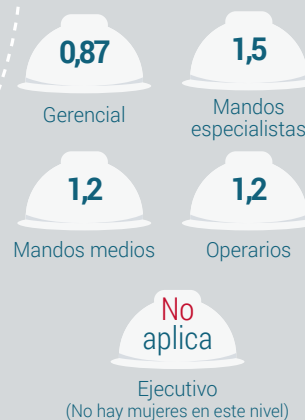 0,87
Gerencial
1,5
Mandos
especialistas
1,2
Mandos medios
1,2
Operarios
No
aplica
Ejecutivo
(No hay mujeres en este nivel)